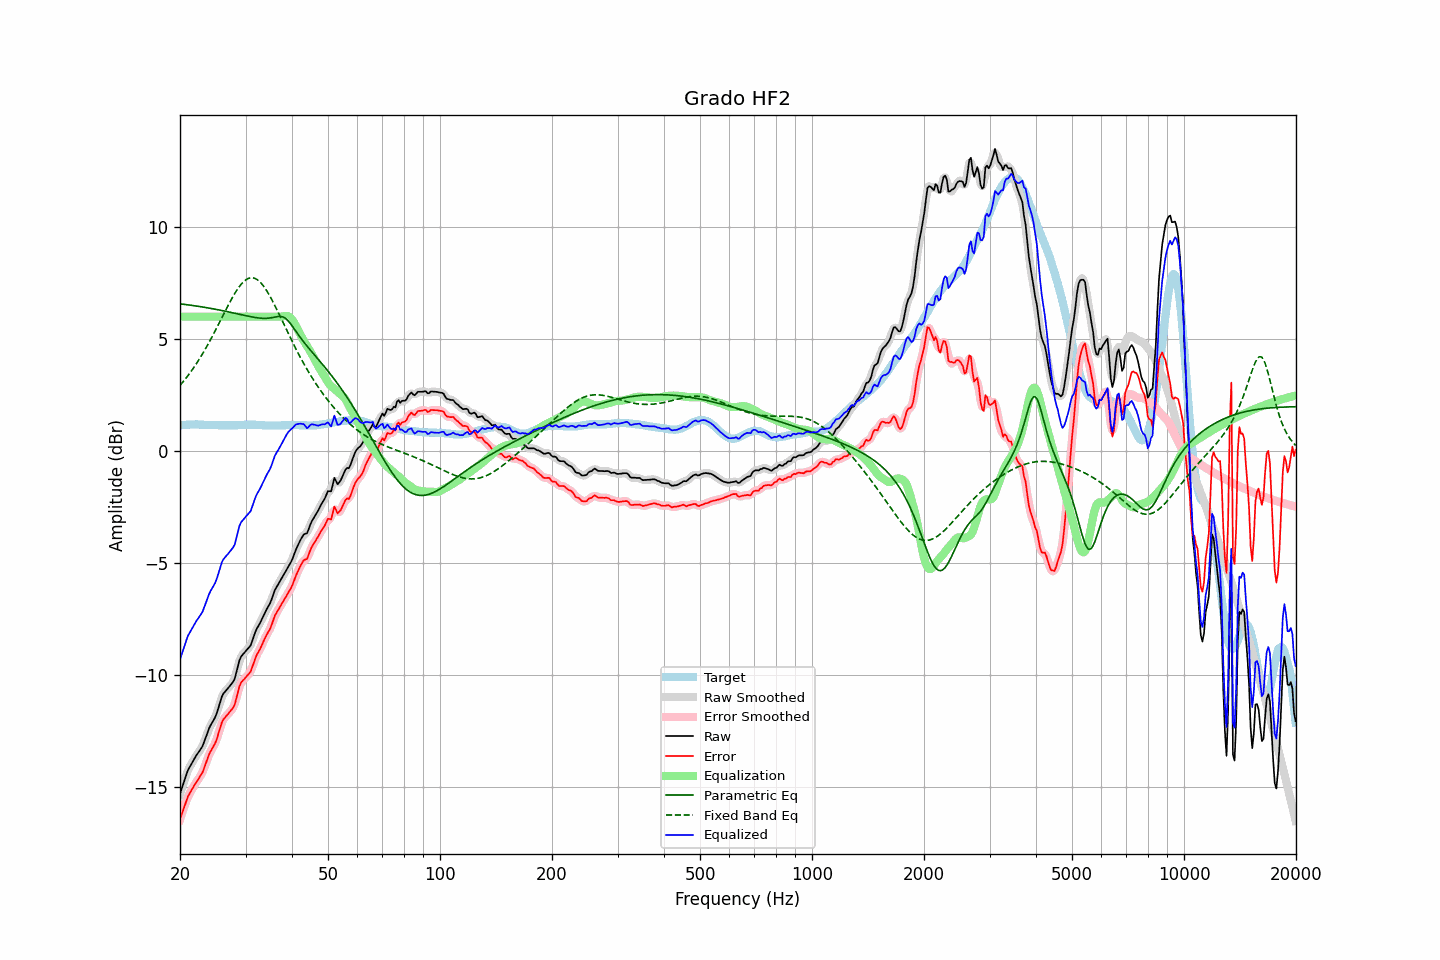 Grado HF2
Amplitude (dBr)
10
5
0
−5
−10
−15
Target
Raw Smoothed
Error Smoothed
Raw
Error
Equalization
Parametric Eq
Fixed Band Eq
Equalized
20 50 100 200 500 1000 2000 5000 10000 20000
Frequency (Hz)